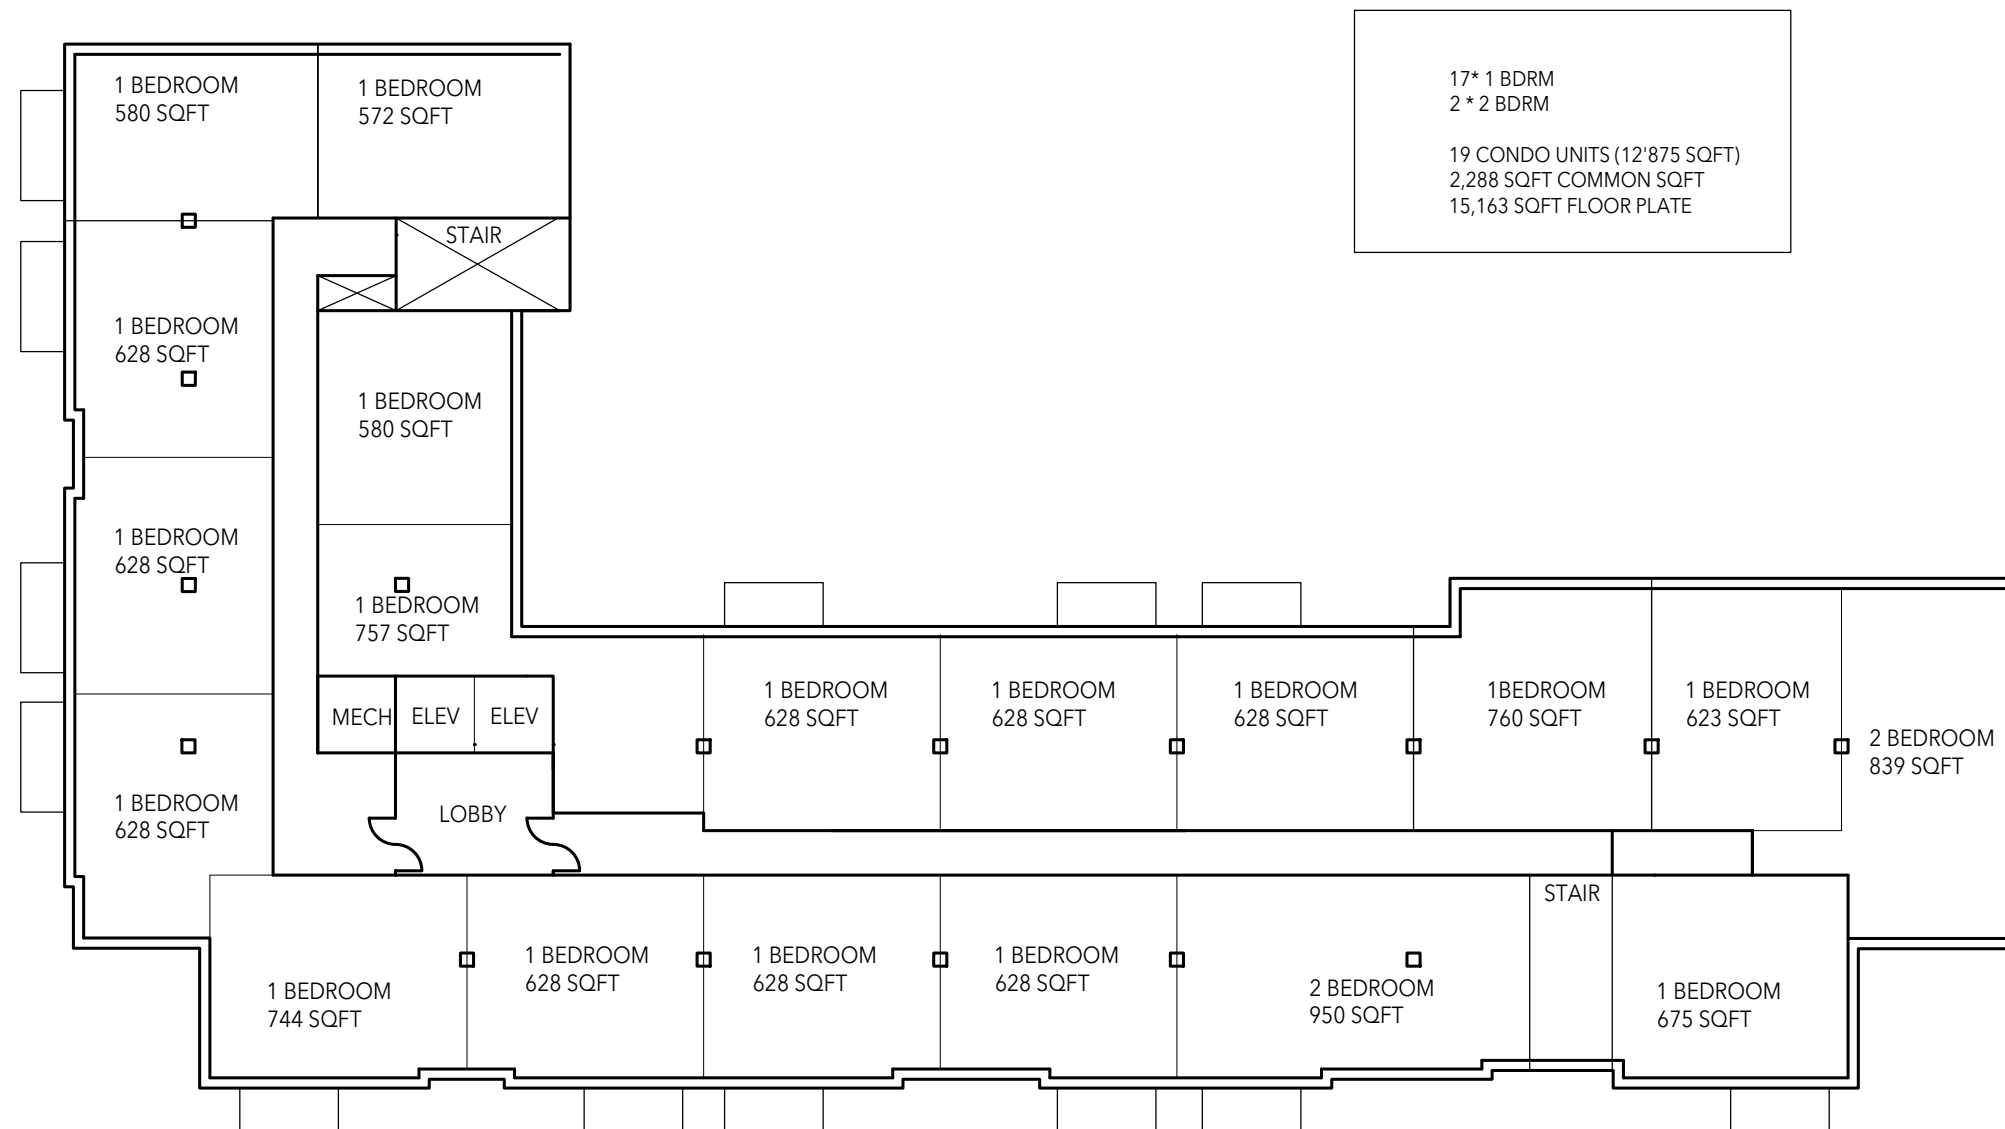 17* 1 BDRM
2 * 2 BDRM
19 CONDO UNITS (12'875 SQFT)
2,288 SQFT COMMON SQFT
15,163 SQFT FLOOR PLATE
1 BEDROOM
580 SQFT
1 BEDROOM
572 SQFT
STAIR
1 BEDROOM
628 SQFT
1 BEDROOM
580 SQFT
1 BEDROOM
628 SQFT
1 BEDROOM
757 SQFT
MECH
ELEV
ELEV
1 BEDROOM
628 SQFT
1 BEDROOM
628 SQFT
1 BEDROOM
628 SQFT
1BEDROOM
760 SQFT
1 BEDROOM
623 SQFT
2 BEDROOM
839 SQFT
1 BEDROOM
628 SQFT
LOBBY
STAIR
1 BEDROOM
744 SQFT
1 BEDROOM
628 SQFT
1 BEDROOM
628 SQFT
1 BEDROOM
628 SQFT
2 BEDROOM
950 SQFT
1 BEDROOM
675 SQFT